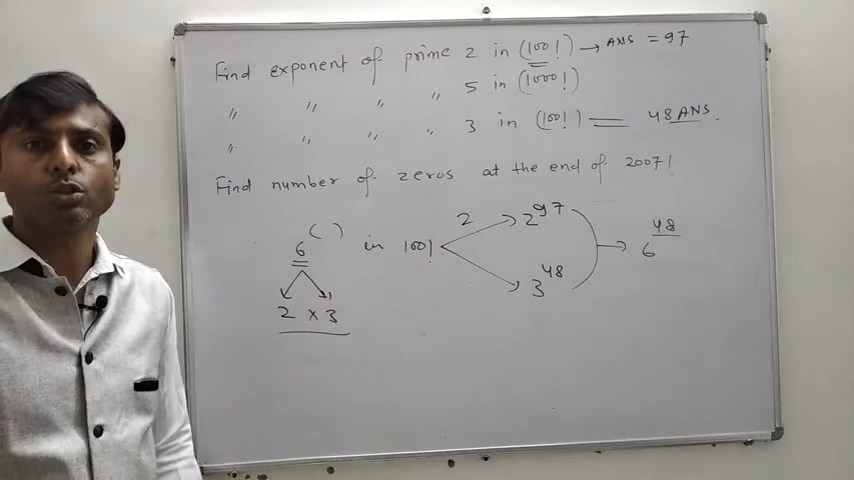 Find exponent of prime 2 in (100!) → ANS = 97
" " " " 5 in (1000!)
" " " " 3 in (100!) = 48 ANS.
Find number of zeros at the end of 2007!
6^( ) in 100! 2 2^97 6^48
3^48
2 × 3